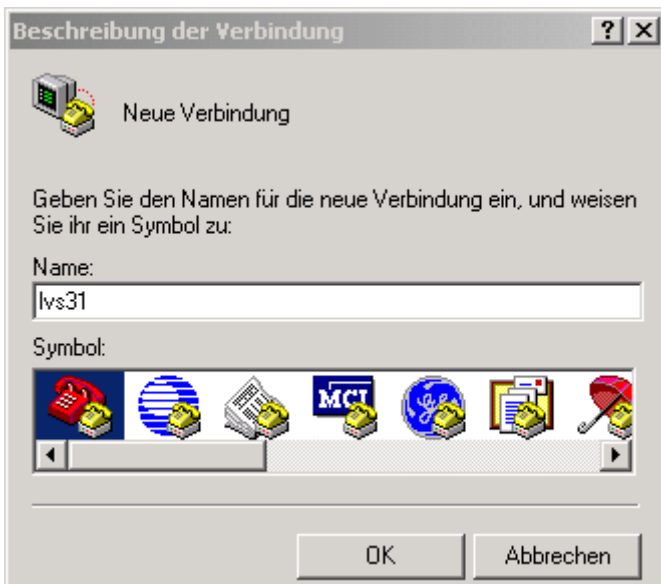 Beschreibung der Verbindung
Neue Verbindung
Geben Sie den Namen für die neue Verbindung ein, und weisen
Sie ihr ein Symbol zu:
Name:
lvs31
Symbol:
MCI
OK Abbrechen